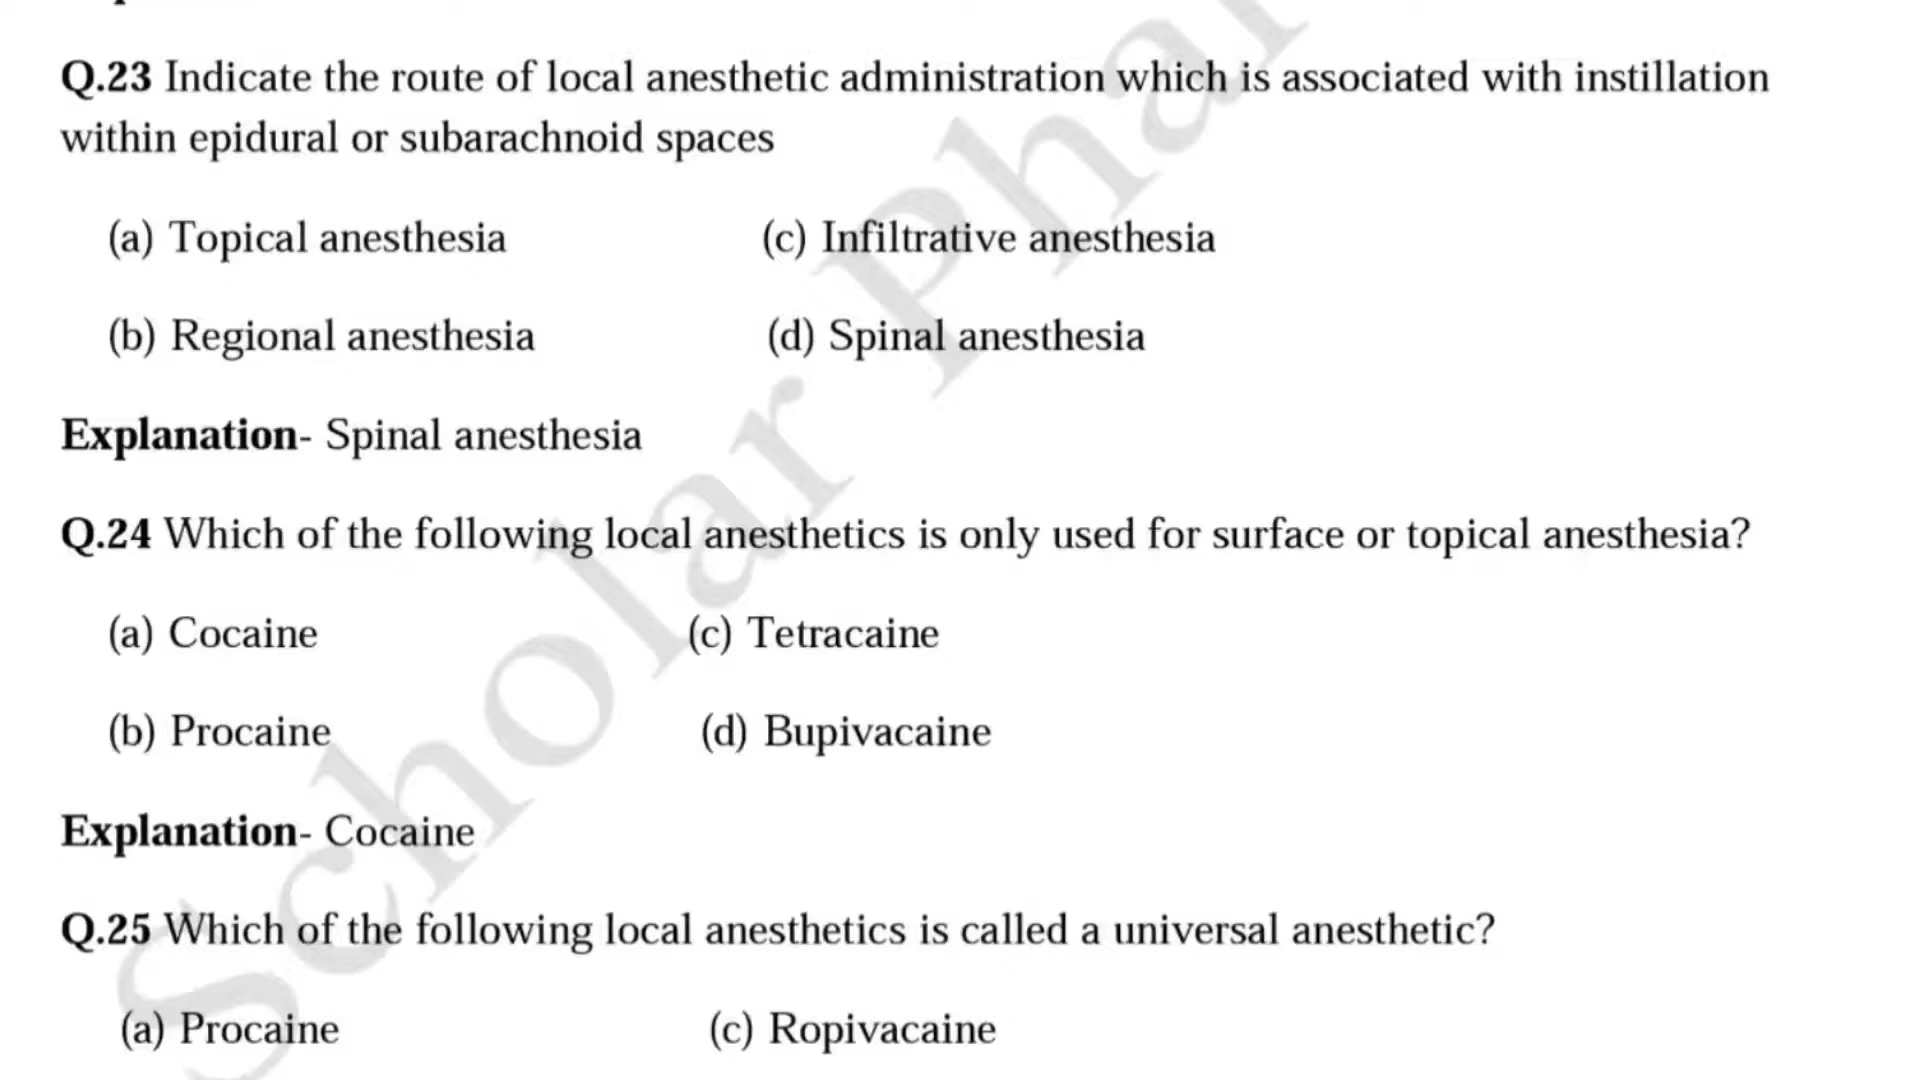 Q.23 Indicate the route of local anesthetic administration which is associated with instillation
within epidural or subarachnoid spaces
(a) Topical anesthesia (c) Infiltrative anesthesia
(b) Regional anesthesia (d) Spinal anesthesia
Explanation- Spinal anesthesia
Q.24 Which of the following local anesthetics is only used for surface or topical anesthesia?
(a) Cocaine (c) Tetracaine
(b) Procaine (d) Bupivacaine
Explanation- Cocaine
Q.25 Which of the following local anesthetics is called a universal anesthetic?
(a) Procaine (c) Ropivacaine
Scholar Phar